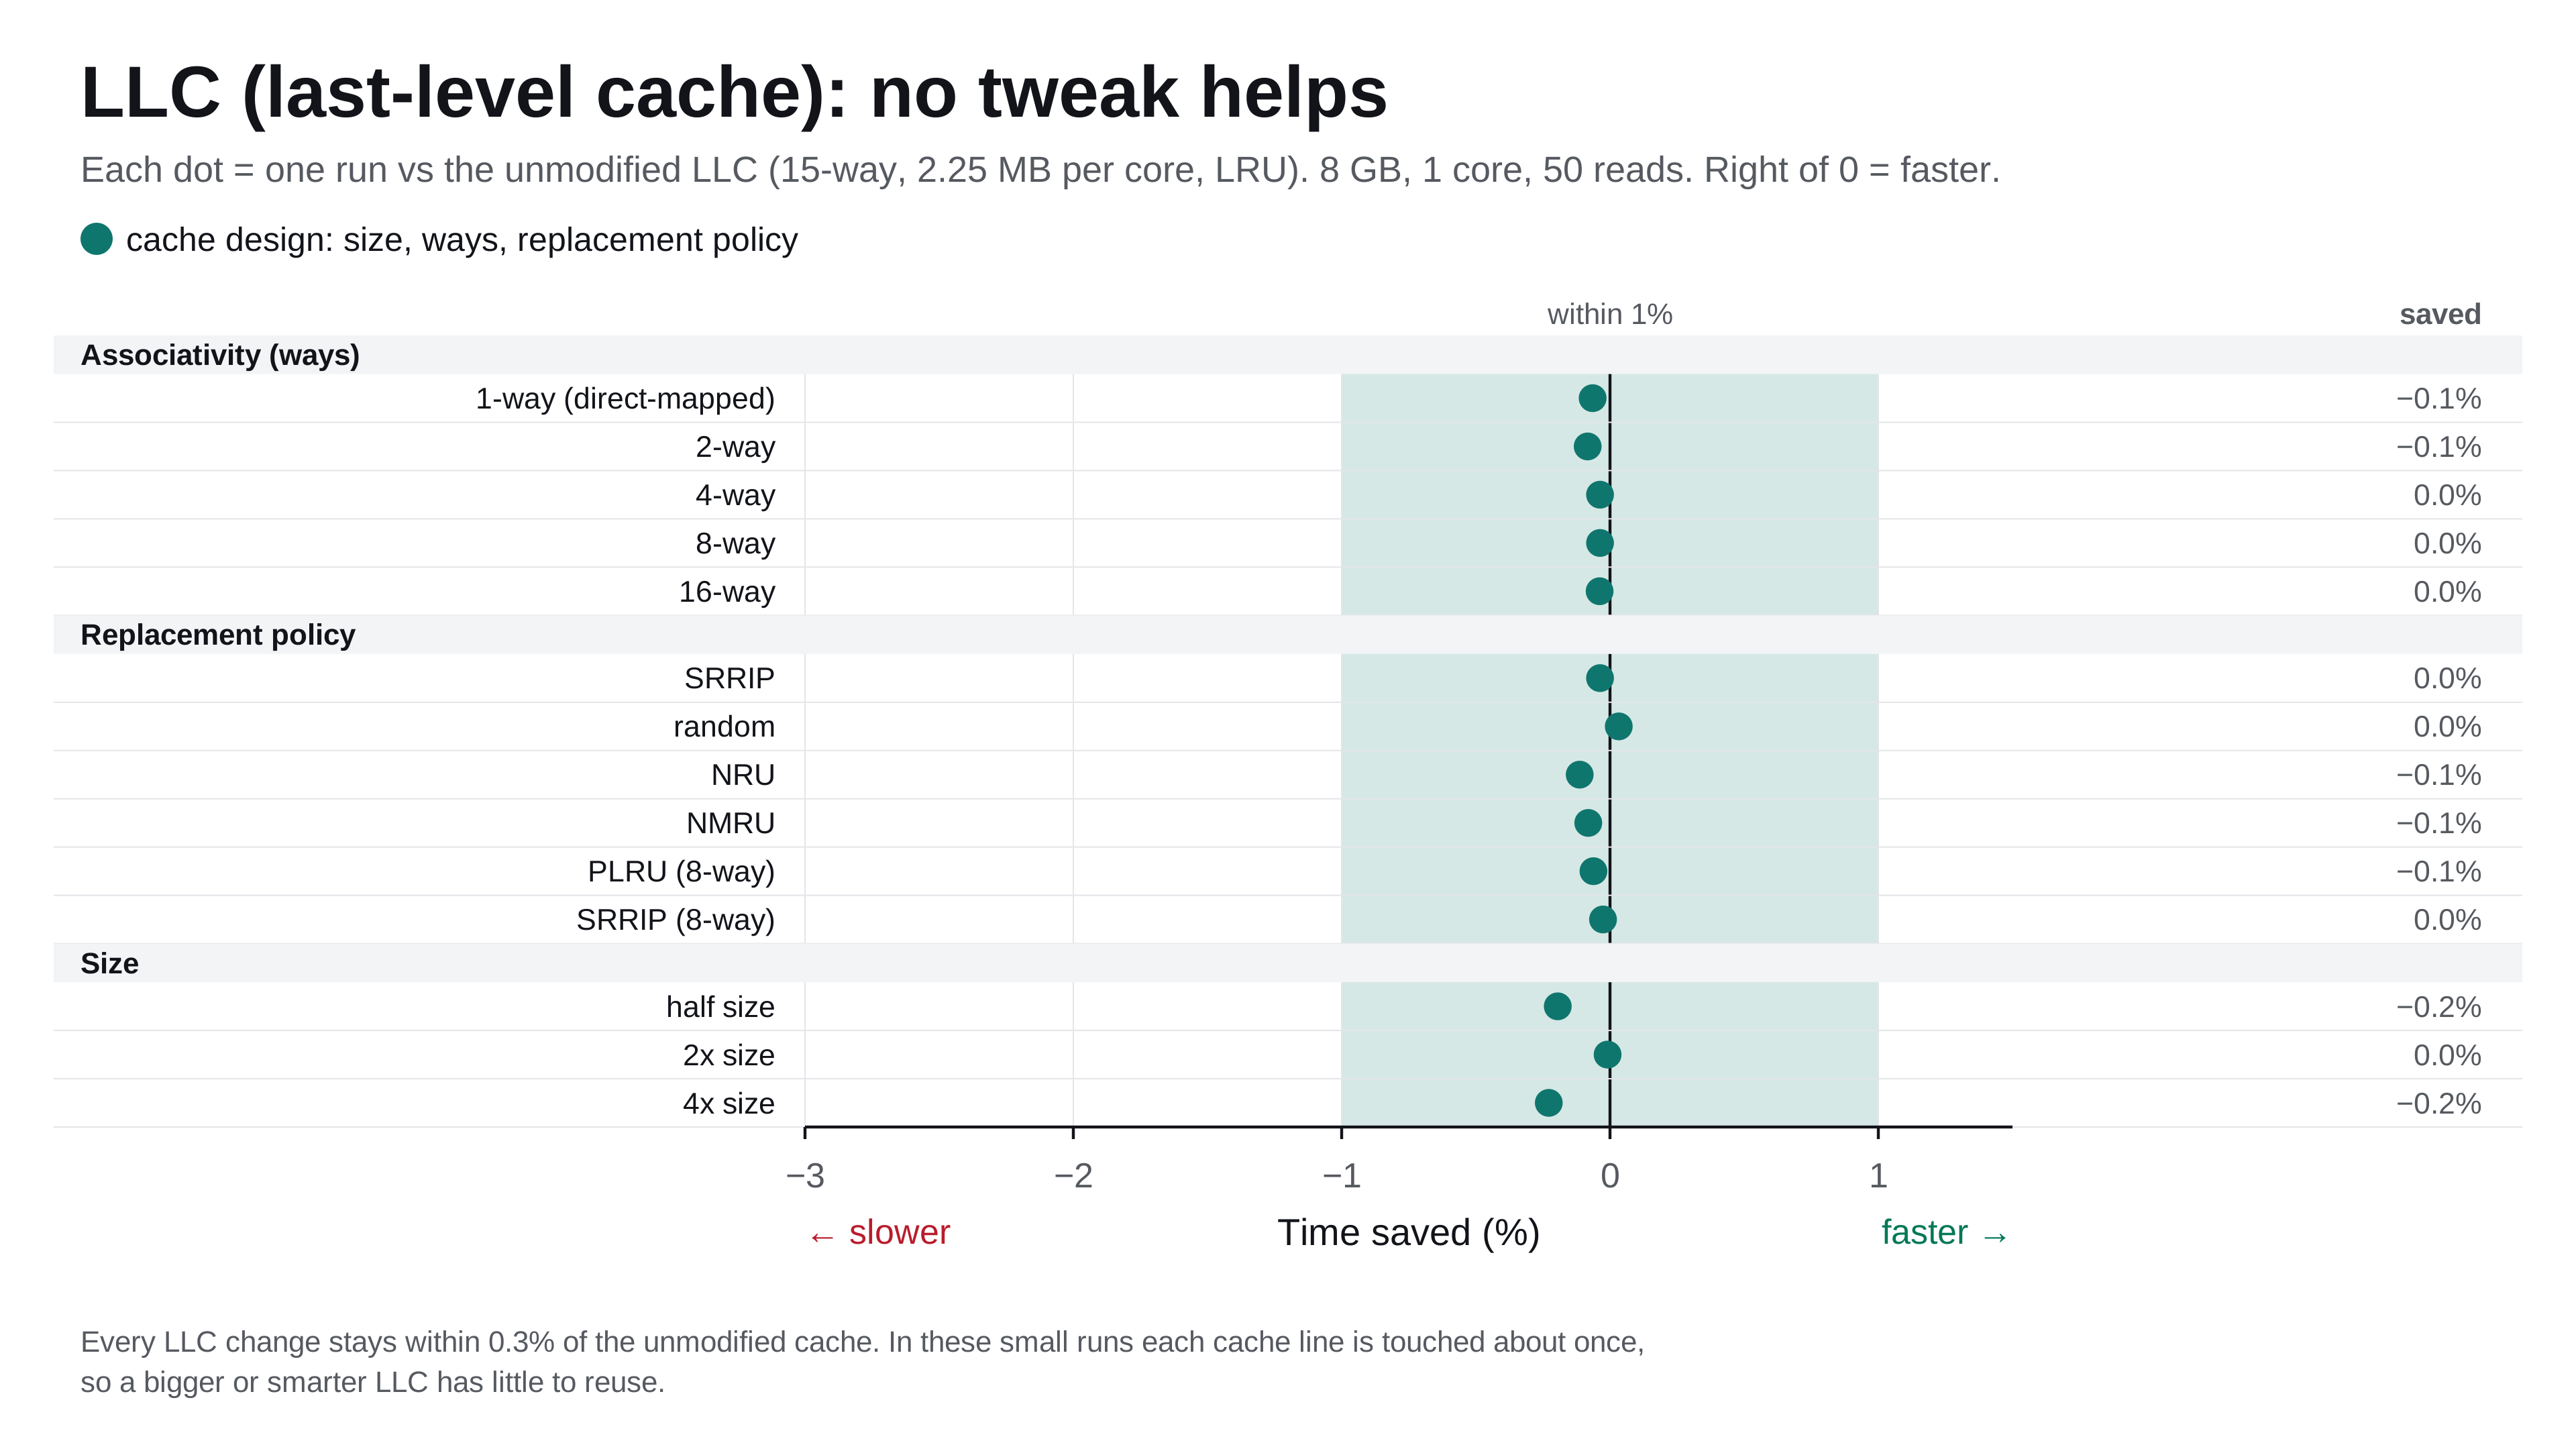 LLC (last-level cache): no tweak helps
Each dot = one run vs the unmodified LLC (15-way, 2.25 MB per core, LRU). 8 GB, 1 core, 50 reads. Right of 0 = faster.
cache design: size, ways, replacement policy
within 1% saved
Associativity (ways)
1-way (direct-mapped) −0.1%
2-way −0.1%
4-way 0.0%
8-way 0.0%
16-way 0.0%
Replacement policy
SRRIP 0.0%
random 0.0%
NRU −0.1%
NMRU −0.1%
PLRU (8-way) −0.1%
SRRIP (8-way) 0.0%
Size
half size −0.2%
2x size 0.0%
4x size −0.2%
−3 −2 −1 0 1
← slower Time saved (%) faster →
Every LLC change stays within 0.3% of the unmodified cache. In these small runs each cache line is touched about once,
so a bigger or smarter LLC has little to reuse.